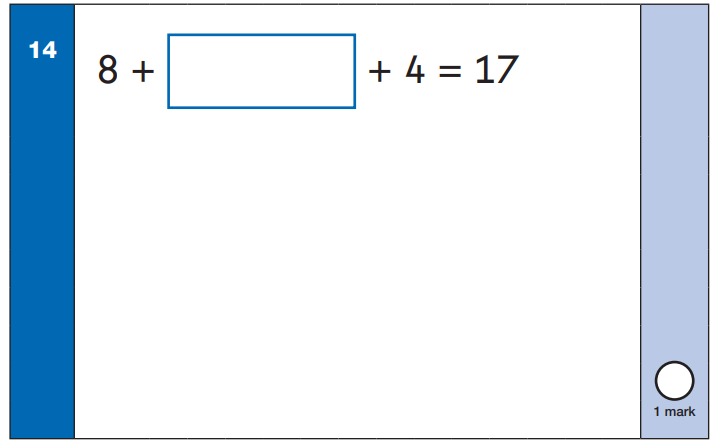 14
8 + + 4 = 17
1 mark